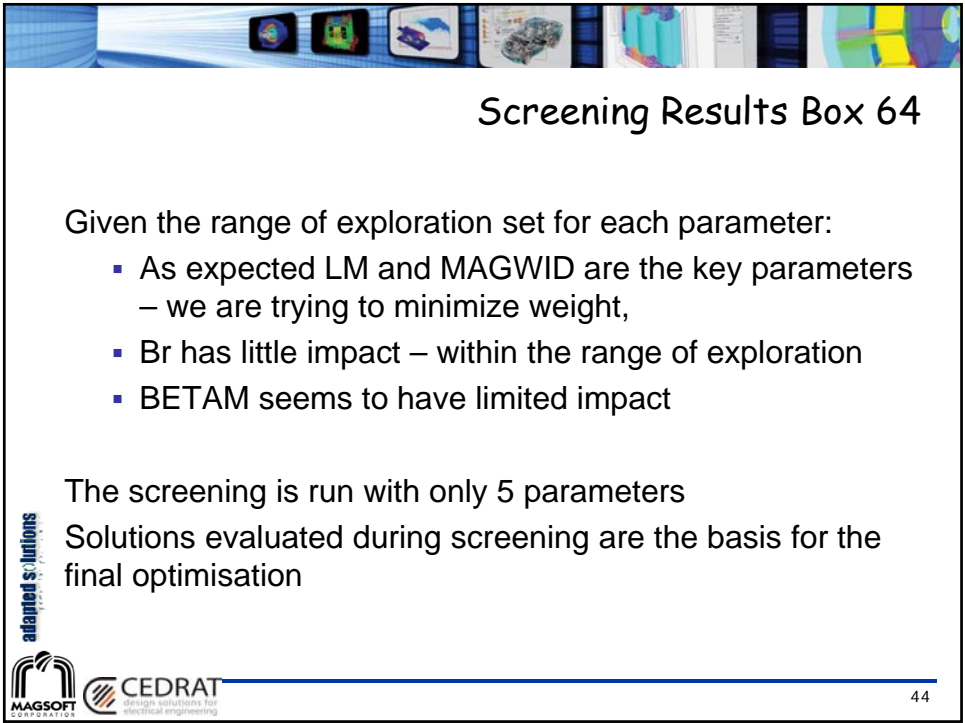 Screening Results Box 64
Given the range of exploration set for each parameter:
▪ As expected LM and MAGWID are the key parameters
– we are trying to minimize weight,
▪ Br has little impact – within the range of exploration
▪ BETAM seems to have limited impact
The screening is run with only 5 parameters
Solutions evaluated during screening are the basis for the
final optimisation
adapted solutions
MAGSOFT
CORPORATION
CEDRAT
design solutions for
electrical engineering
44